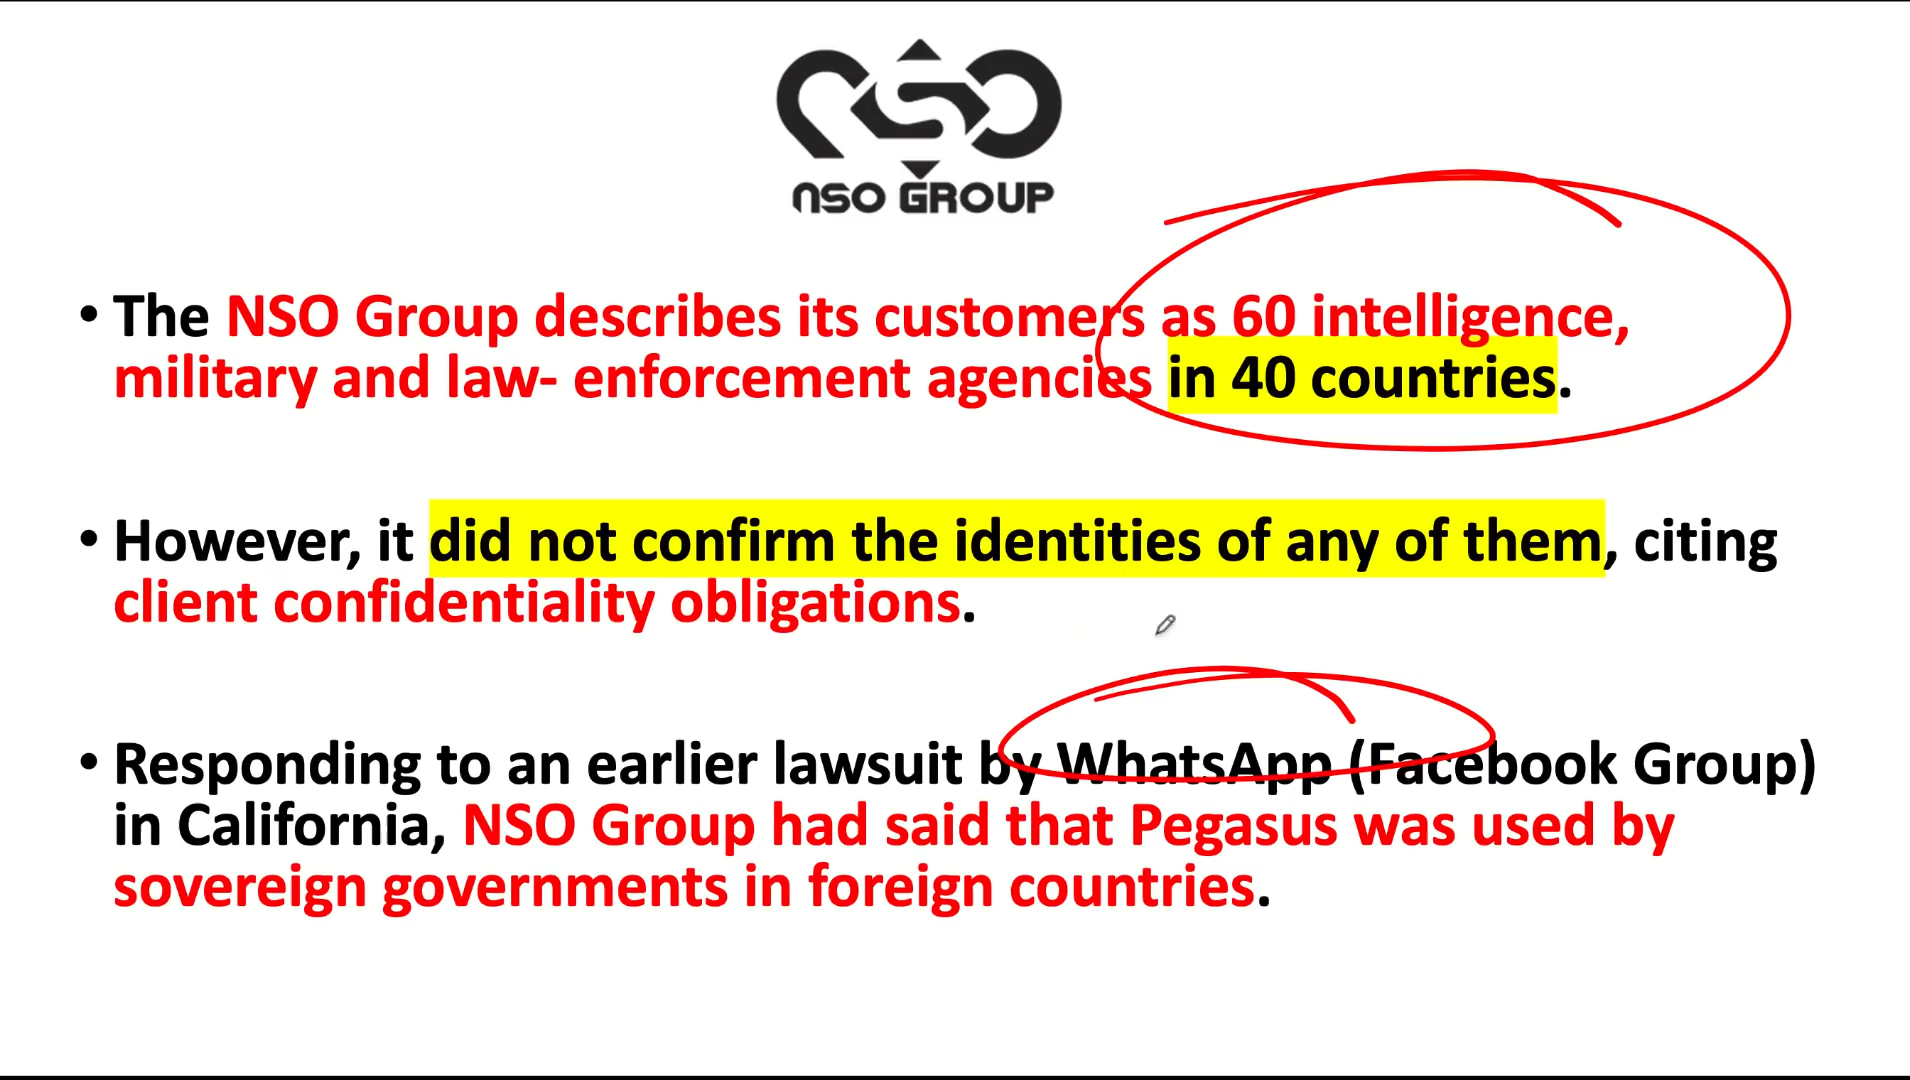 NSO GROUP
• The NSO Group describes its customers as 60 intelligence,
military and law- enforcement agencies in 40 countries.
• However, it did not confirm the identities of any of them, citing
client confidentiality obligations.
• Responding to an earlier lawsuit by WhatsApp (Facebook Group)
in California, NSO Group had said that Pegasus was used by
sovereign governments in foreign countries.